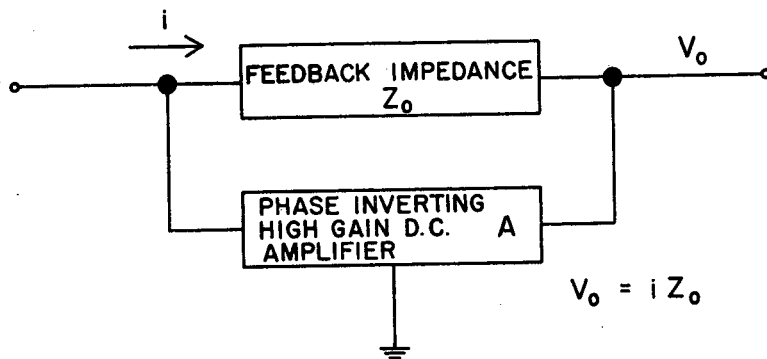 i
V₀
FEEDBACK IMPEDANCE
Z₀
PHASE INVERTING
HIGH GAIN D.C. A
AMPLIFIER
V₀ = i Z₀